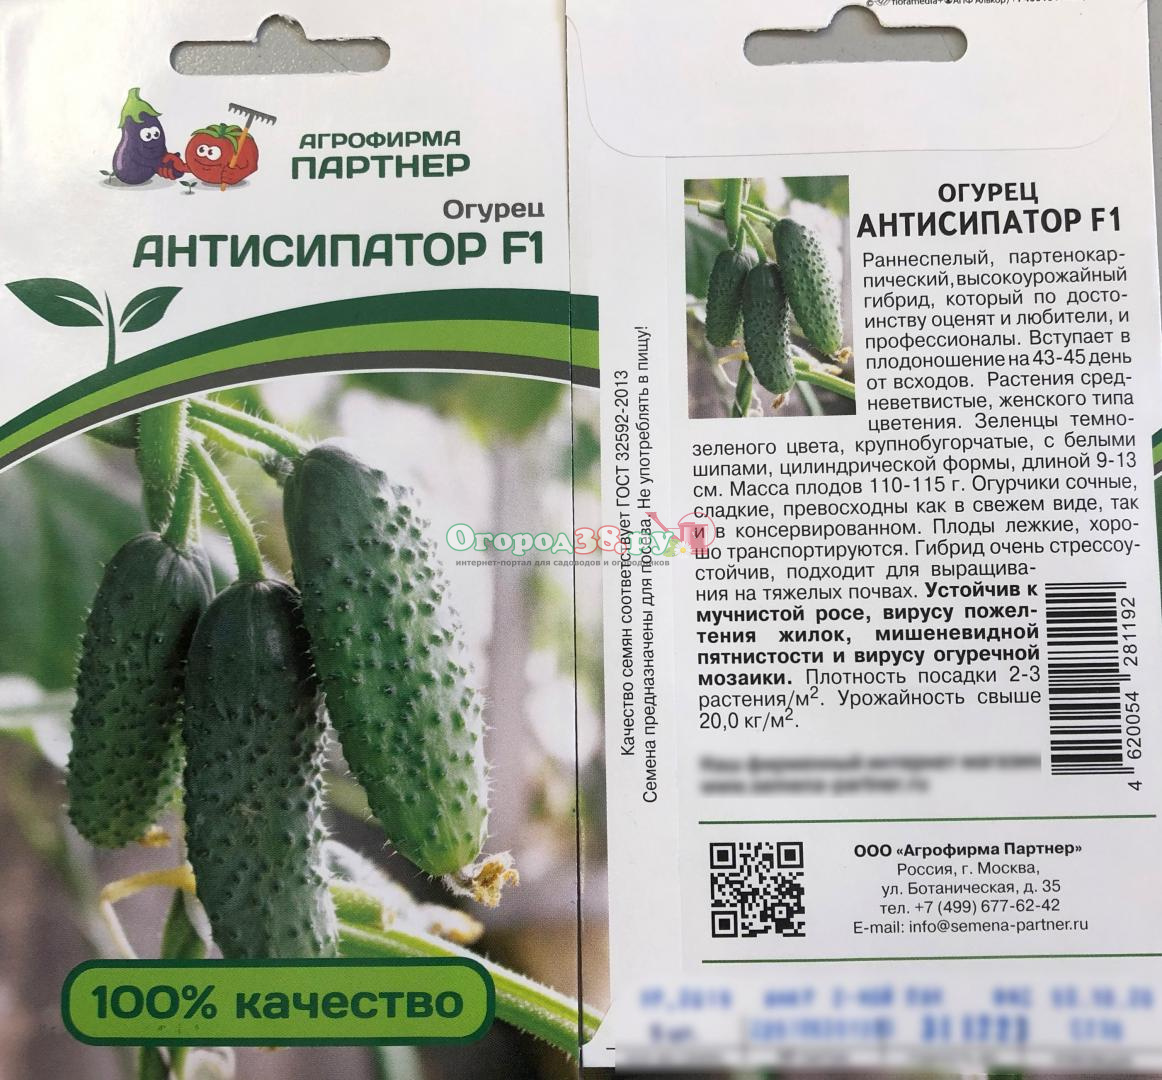 АГРОФИРМА
ПАРТНЕР
Огурец
АНТИСИПАТОР F1
100% качество
Огород38.ру
интернет-портал для садоводов и огородников
Качество семян соответствует ГОСТ 32592-2013
Семена предназначены для посева. Не употреблять в пищу!
ОГУРЕЦ
АНТИСИПАТОР F1
Раннеспелый, партенокар-
пический, высокоурожайный
гибрид, который по досто-
инству оценят и любители, и
профессионалы. Вступает в
плодоношение на 43-45 день
от всходов. Растения сред-
неветвистые, женского типа
цветения. Зеленцы темно-
зеленого цвета, крупнобугорчатые, с белыми
шипами, цилиндрической формы, длиной 9-13
см. Масса плодов 110-115 г. Огурчики сочные,
сладкие, превосходны как в свежем виде, так
и в консервированном. Плоды лежкие, хоро-
шо транспортируются. Гибрид очень стрессоу-
стойчив, подходит для выращива-
ния на тяжелых почвах. Устойчив к
мучнистой росе, вирусу пожел-
тения жилок, мишеневидной
пятнистости и вирусу огуречной
мозаики. Плотность посадки 2-3
растения/м². Урожайность свыше
20,0 кг/м².
4 620054 281192
ООО «Агрофирма Партнер»
Россия, г. Москва,
ул. Ботаническая, д. 35
тел. +7 (499) 677-62-42
E-mail: info@semena-partner.ru